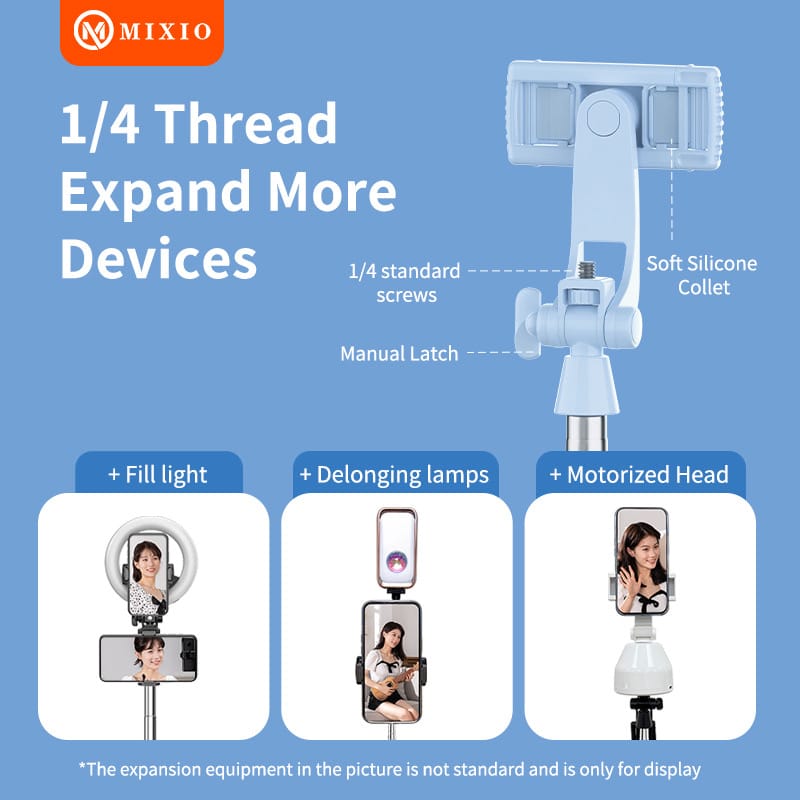 MIXIO
1/4 Thread
Expand More
Devices
1/4 standard
screws
Soft Silicone
Collet
Manual Latch
+ Fill light
+ Delonging lamps
+ Motorized Head
*The expansion equipment in the picture is not standard and is only for display